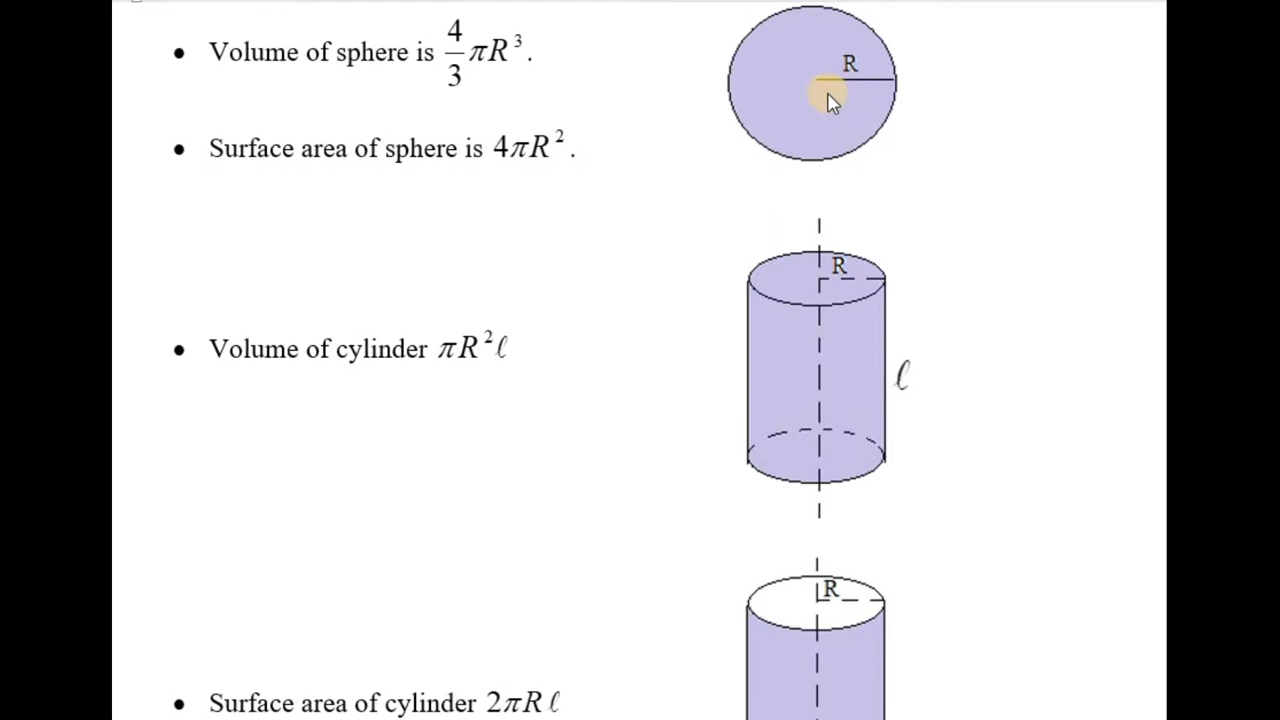 • Volume of sphere is 4/3 πR³.
R
• Surface area of sphere is 4πR².
R
• Volume of cylinder πR²ℓ
ℓ
R
• Surface area of cylinder 2πRℓ